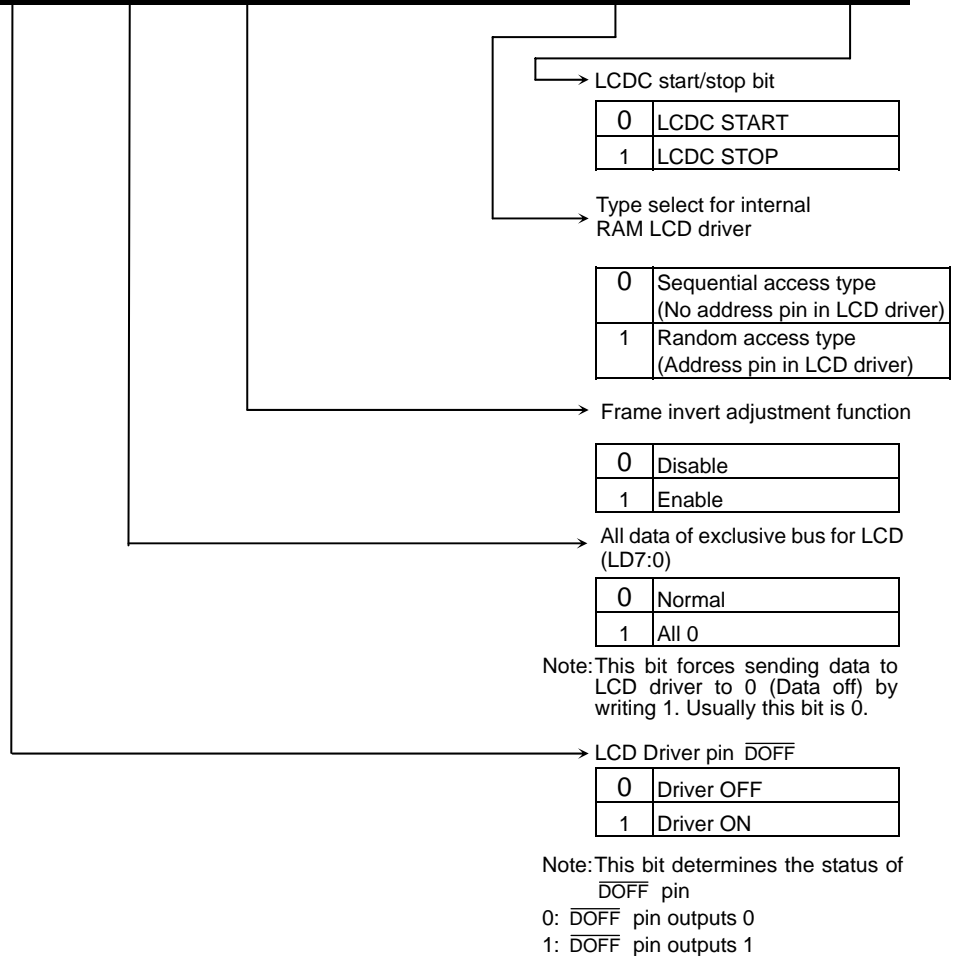 LCDC start/stop bit
0 LCDC START
1 LCDC STOP
Type select for internal
RAM LCD driver
0 Sequential access type
(No address pin in LCD driver)
1 Random access type
(Address pin in LCD driver)
Frame invert adjustment function
0 Disable
1 Enable
All data of exclusive bus for LCD
(LD7:0)
0 Normal
1 All 0
Note:This bit forces sending data to
LCD driver to 0 (Data off) by
writing 1. Usually this bit is 0.
LCD Driver pin D̅O̅F̅F̅
0 Driver OFF
1 Driver ON
Note:This bit determines the status of
D̅O̅F̅F̅ pin
0: D̅O̅F̅F̅ pin outputs 0
1: D̅O̅F̅F̅ pin outputs 1